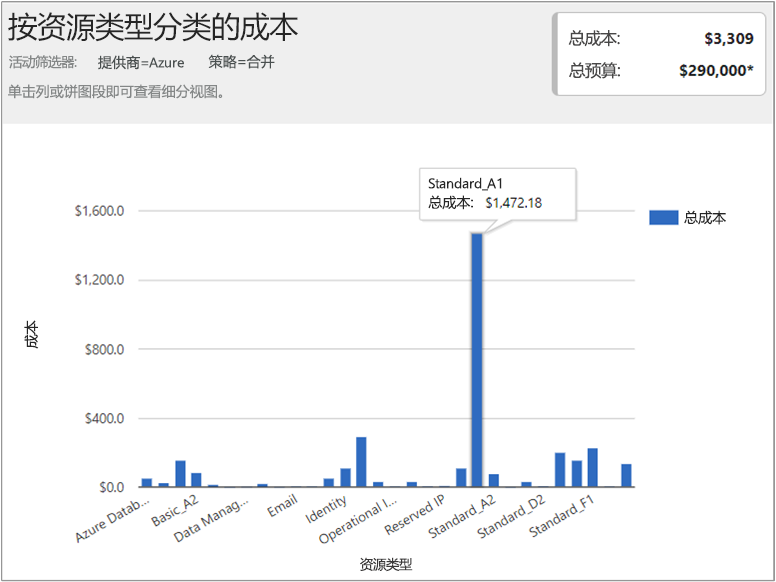 按资源类型分类的成本
活动筛选器: 提供商=Azure 策略=合并
单击列或饼图段即可查看细分视图。
总成本: $3,309
总预算: $290,000*
Standard_A1
总成本: $1,472.18
总成本
$1,600.0
$1,200.0
$800.0
$400.0
$0.0
成本
Azure Datab...
Basic_A2
Data Manag...
Email
Identity
Operational I...
Reserved IP
Standard_A2
Standard_D2
Standard_F1
资源类型